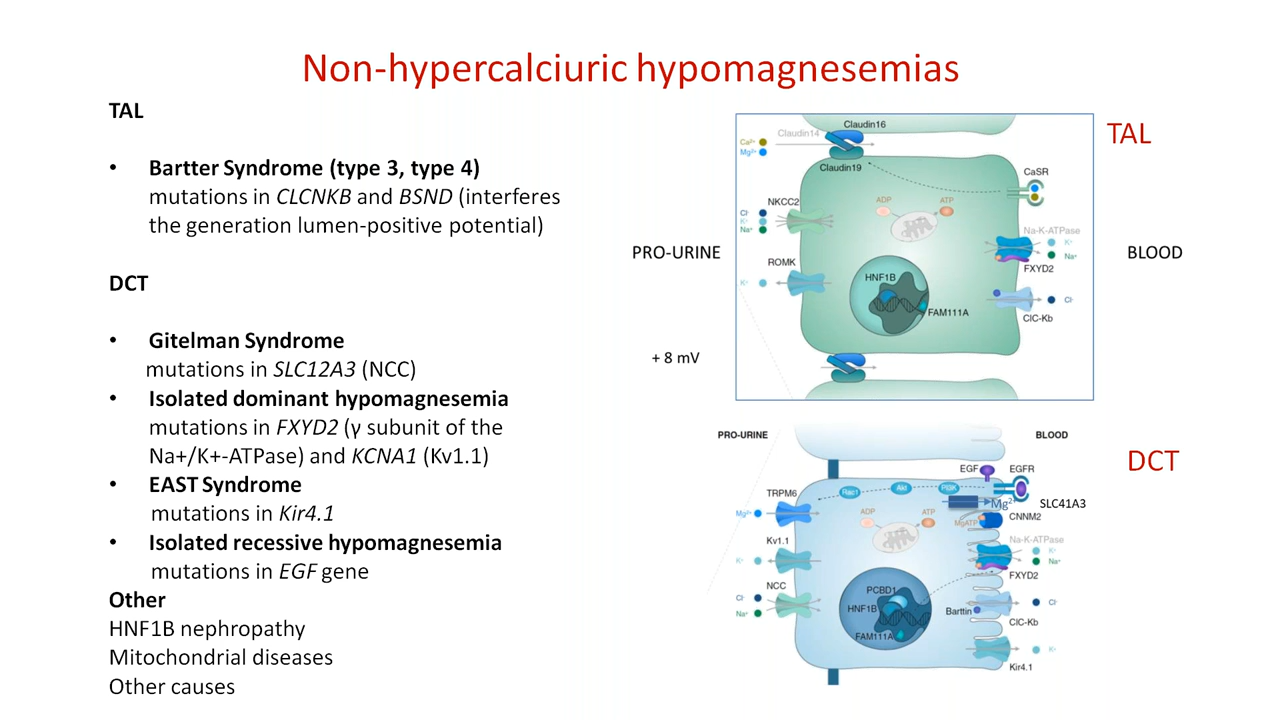 Non-hypercalciuric hypomagnesemias
TAL
• Bartter Syndrome (type 3, type 4)
mutations in CLCNKB and BSND (interferes
the generation lumen-positive potential)
DCT
• Gitelman Syndrome
mutations in SLC12A3 (NCC)
• Isolated dominant hypomagnesemia
mutations in FXYD2 (γ subunit of the
Na+/K+-ATPase) and KCNA1 (Kv1.1)
• EAST Syndrome
mutations in Kir4.1
• Isolated recessive hypomagnesemia
mutations in EGF gene
Other
HNF1B nephropathy
Mitochondrial diseases
Other causes
TAL
PRO-URINE
BLOOD
+ 8 mV
Claudin16
Claudin14
Ca²⁺
Mg²⁺
Claudin19
CaSR
NKCC2
Cl⁻
K⁺
Na⁺
ADP
ATP
Na-K-ATPase
K⁺
Na⁺
FXYD2
ROMK
K⁺
HNF1B
FAM111A
Cl⁻
ClC-Kb
DCT
PRO-URINE
BLOOD
EGF
EGFR
TRPM6
Rac1
Akt
PI3K
Mg²⁺
SLC41A3
Mg²⁺
ADP
ATP
MgATP
CNNM2
Kv1.1
K⁺
Na-K-ATPase
K⁺
Na⁺
FXYD2
NCC
Cl⁻
Na⁺
PCBD1
HNF1B
FAM111A
Barttin
Cl⁻
ClC-Kb
K⁺
Kir4.1